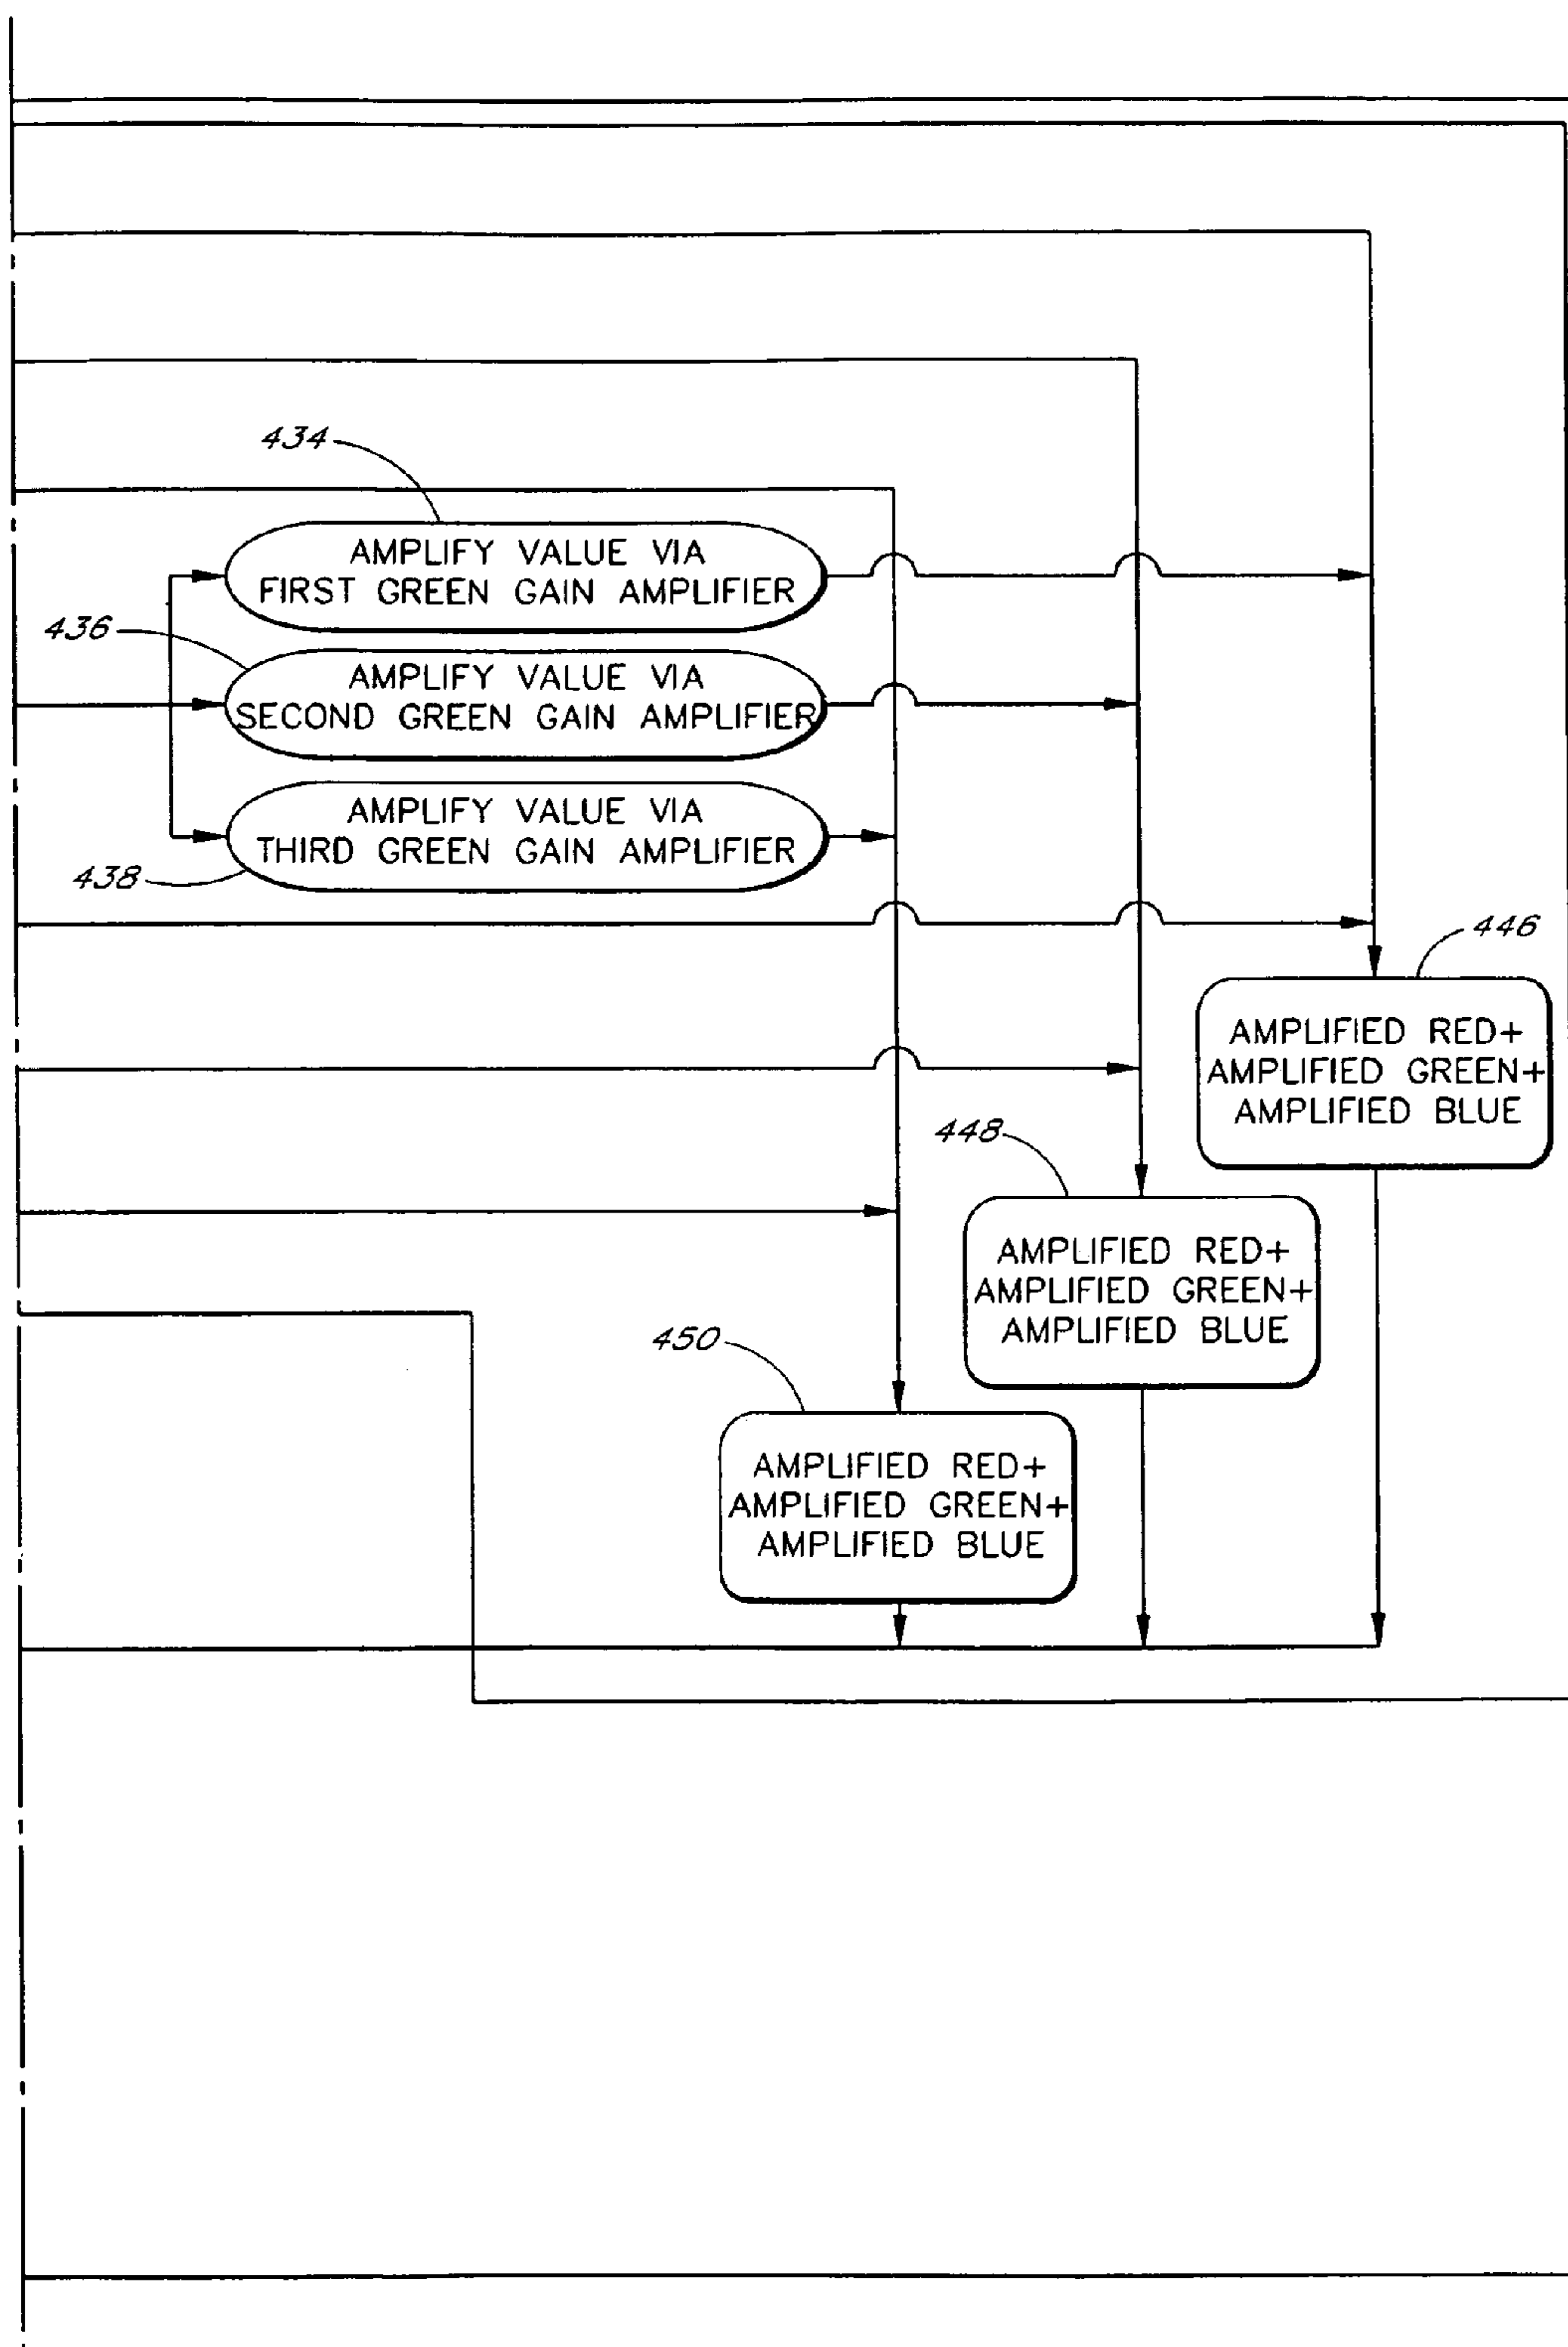 434
AMPLIFY VALUE VIA
FIRST GREEN GAIN AMPLIFIER
436
AMPLIFY VALUE VIA
SECOND GREEN GAIN AMPLIFIER
AMPLIFY VALUE VIA
THIRD GREEN GAIN AMPLIFIER
438
446
AMPLIFIED RED+
AMPLIFIED GREEN+
AMPLIFIED BLUE
448
AMPLIFIED RED+
AMPLIFIED GREEN+
AMPLIFIED BLUE
450
AMPLIFIED RED+
AMPLIFIED GREEN+
AMPLIFIED BLUE